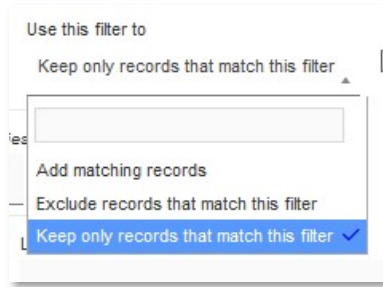 Use this filter to
Keep only records that match this filter
Add matching records
Exclude records that match this filter
Keep only records that match this filter